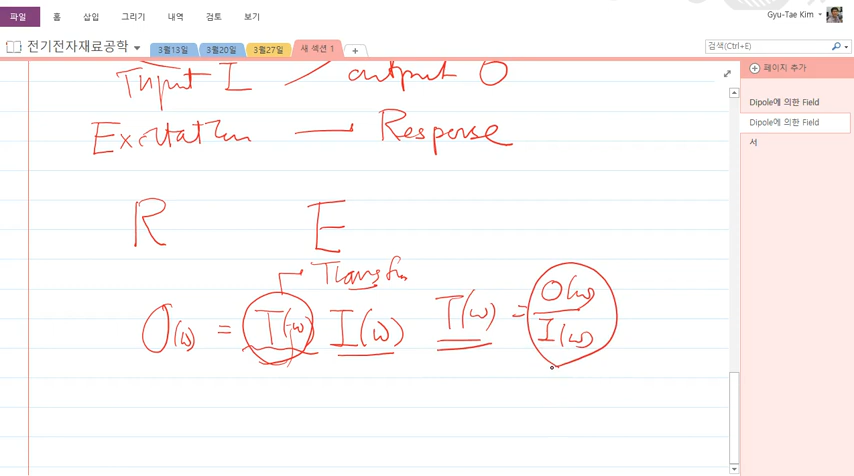 파일 홈 삽입 그리기 내역 검토 보기 Gyu-Tae Kim
전기전자재료공학 3월13일 3월20일 3월27일 새 섹션 1 + 검색(Ctrl+E)
페이지 추가
Dipole에 의한 Field
Dipole에 의한 Field
서
Input I output O
Excitation — Response
R E
Transfer
O(ω) = T(ω) I(ω) T(ω) = O(ω)
I(ω)